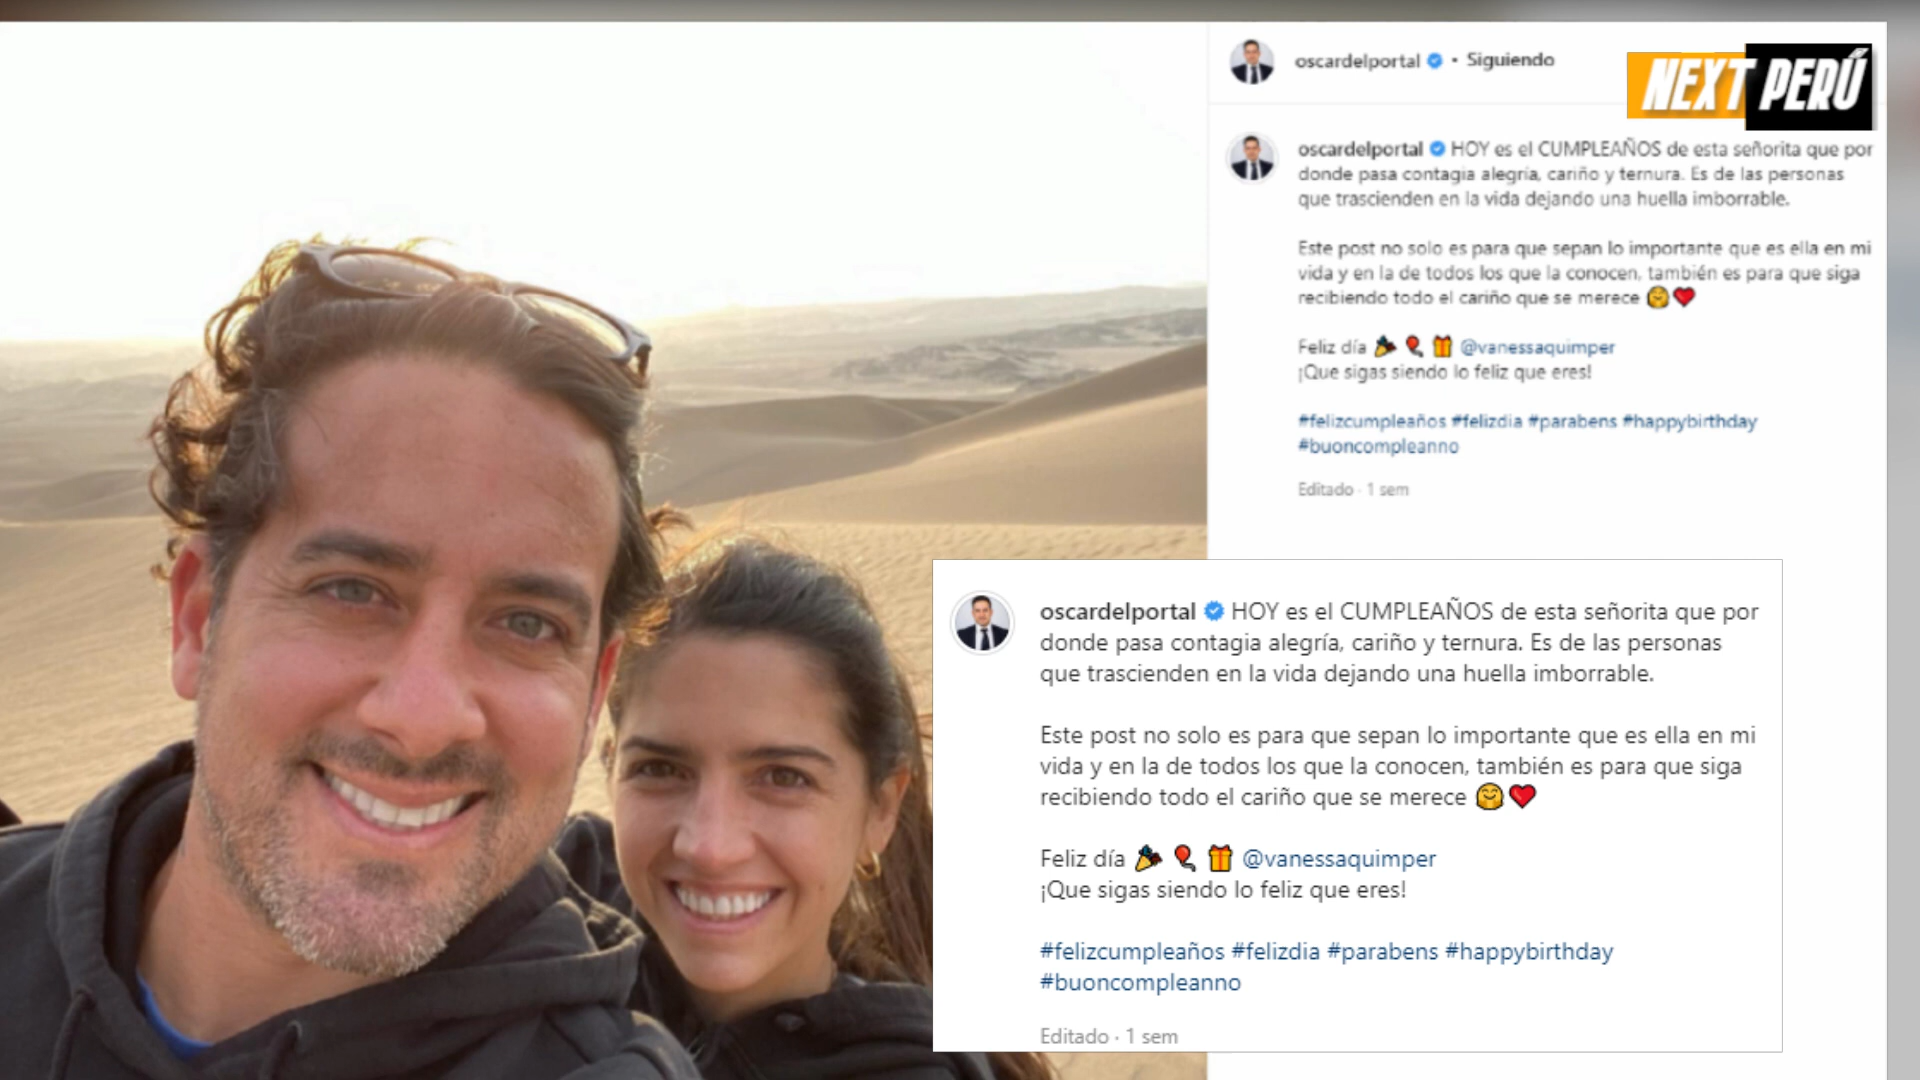 oscardelportal • Siguiendo
NEXT PERÚ
oscardelportal HOY es el CUMPLEAÑOS de esta señorita que por
donde pasa contagia alegría, cariño y ternura. Es de las personas
que trascienden en la vida dejando una huella imborrable.
Este post no solo es para que sepan lo importante que es ella en mi
vida y en la de todos los que la conocen, también es para que siga
recibiendo todo el cariño que se merece 🤗❤️
Feliz día 🎉 🎈 🎁 @vanessaquimper
¡Que sigas siendo lo feliz que eres!
#felizcumpleaños #felizdia #parabens #happybirthday
#buoncompleanno
Editado · 1 sem
oscardelportal HOY es el CUMPLEAÑOS de esta señorita que por
donde pasa contagia alegría, cariño y ternura. Es de las personas
que trascienden en la vida dejando una huella imborrable.
Este post no solo es para que sepan lo importante que es ella en mi
vida y en la de todos los que la conocen, también es para que siga
recibiendo todo el cariño que se merece 🤗❤️
Feliz día 🎉 🎈 🎁 @vanessaquimper
¡Que sigas siendo lo feliz que eres!
#felizcumpleaños #felizdia #parabens #happybirthday
#buoncompleanno
Editado · 1 sem